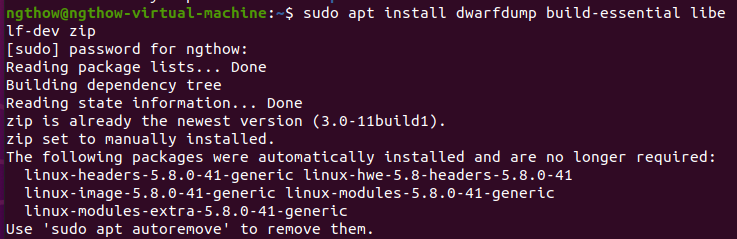 ngthow@ngthow-virtual-machine:~$ sudo apt install dwarfdump build-essential libe
lf-dev zip
[sudo] password for ngthow:
Reading package lists... Done
Building dependency tree
Reading state information... Done
zip is already the newest version (3.0-11build1).
zip set to manually installed.
The following packages were automatically installed and are no longer required:
  linux-headers-5.8.0-41-generic linux-hwe-5.8-headers-5.8.0-41
  linux-image-5.8.0-41-generic linux-modules-5.8.0-41-generic
  linux-modules-extra-5.8.0-41-generic
Use 'sudo apt autoremove' to remove them.